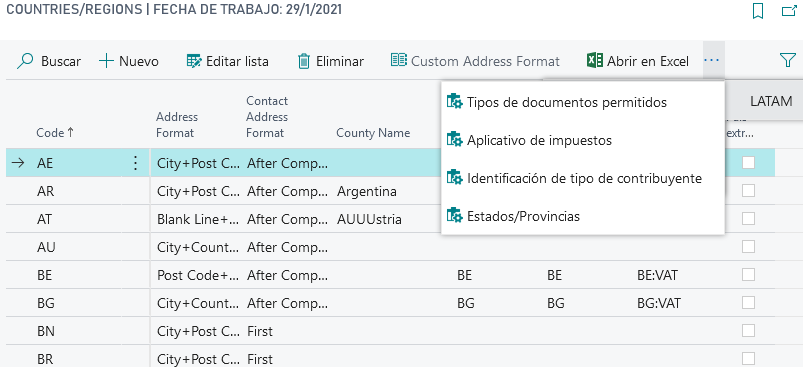 COUNTRIES/REGIONS | FECHA DE TRABAJO: 29/1/2021
Buscar + Nuevo Editar lista Eliminar Custom Address Format Abrir en Excel ...
LATAM
Tipos de documentos permitidos
Aplicativo de impuestos
Identificación de tipo de contribuyente
Estados/Provincias
Code ↑ Address Format Contact Address Format County Name extr...
→ AE City+Post C... After Comp...
AR City+Post C... After Comp... Argentina
AT Blank Line+... After Comp... AUUUstria
AU City+Count... After Comp...
BE Post Code+... After Comp... BE BE BE:VAT
BG City+Count... After Comp... BG BG BG:VAT
BN City+Post C... First
BR City+Post C... First